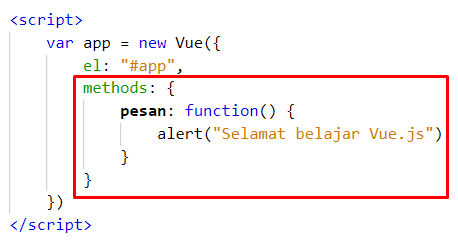 <script>
    var app = new Vue({
        el: "#app",
        methods: {
            pesan: function() {
                alert("Selamat belajar Vue.js")
            }
        }
    })
</script>